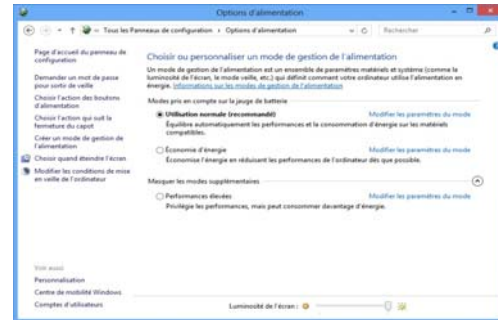 Options d'alimentation
Tous les Panneaux de configuration
Options d'alimentation
Rechercher
Page d'accueil du panneau de
configuration
Demander un mot de passe
pour sortir de veille
Choisir l'action des boutons
d'alimentation
Choisir l'action qui suit la
fermeture du capot
Créer un mode de gestion de
l'alimentation
Choisir quand éteindre l'écran
Modifier les conditions de mise
en veille de l'ordinateur
Voir aussi
Personnalisation
Centre de mobilité Windows
Comptes d'utilisateurs
Choisir ou personnaliser un mode de gestion de l'alimentation
Un mode de gestion de l'alimentation est un ensemble de paramètres matériels et système (comme la
luminosité de l'écran, le mode veille, etc.) qui définit comment votre ordinateur utilise l'alimentation en
énergie. Informations sur les modes de gestion de l'alimentation
Modes pris en compte sur la jauge de batterie
Utilisation normale (recommandé) Modifier les paramètres du mode
Équilibre automatiquement les performances et la consommation d'énergie sur les matériels
compatibles.
Économie d'énergie Modifier les paramètres du mode
Économise l'énergie en réduisant les performances de l'ordinateur dès que possible.
Masquer les modes supplémentaires
Performances élevées Modifier les paramètres du mode
Privilégie les performances, mais peut consommer davantage d'énergie.
Luminosité de l'écran :